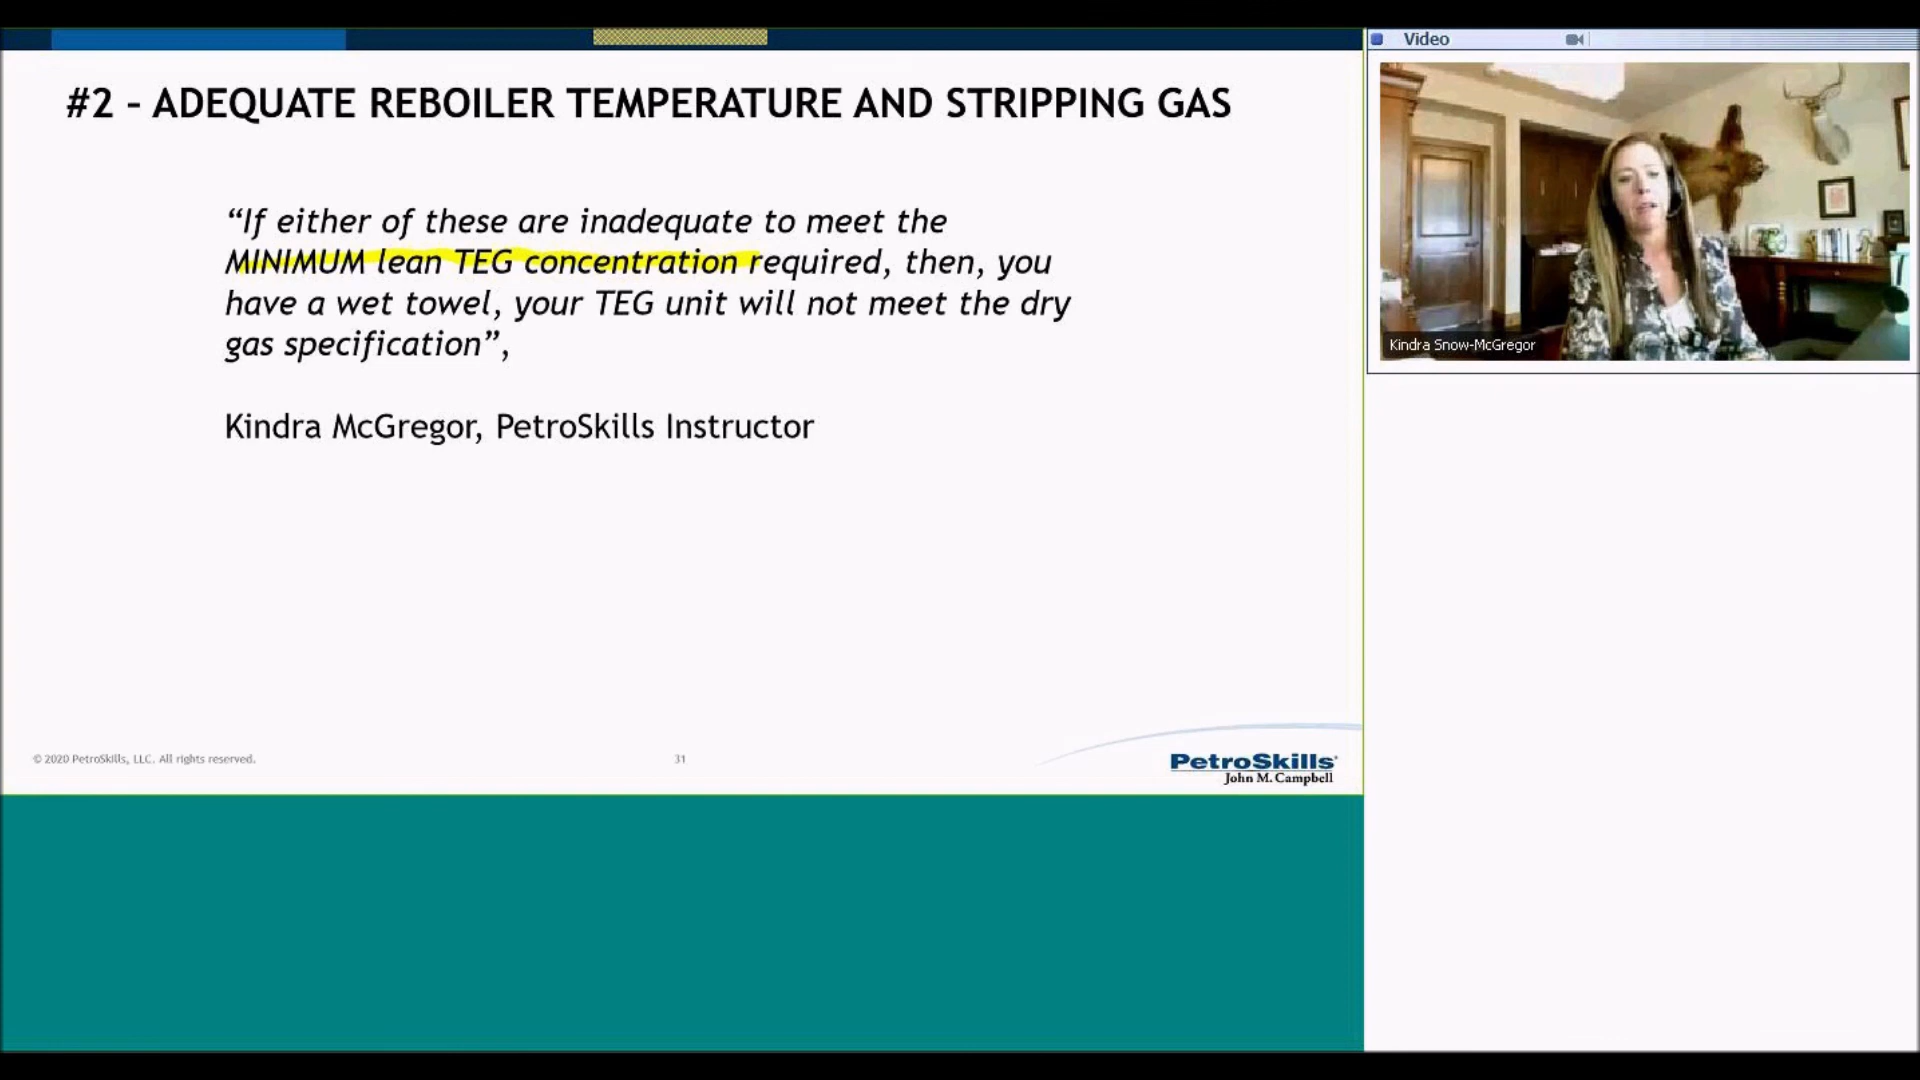 #2 – ADEQUATE REBOILER TEMPERATURE AND STRIPPING GAS
“If either of these are inadequate to meet the
MINIMUM lean TEG concentration required, then, you
have a wet towel, your TEG unit will not meet the dry
gas specification”,
Kindra McGregor, PetroSkills Instructor
© 2020 PetroSkills, LLC. All rights reserved.
31
PetroSkills
John M. Campbell
Video
Kindra Snow-McGregor